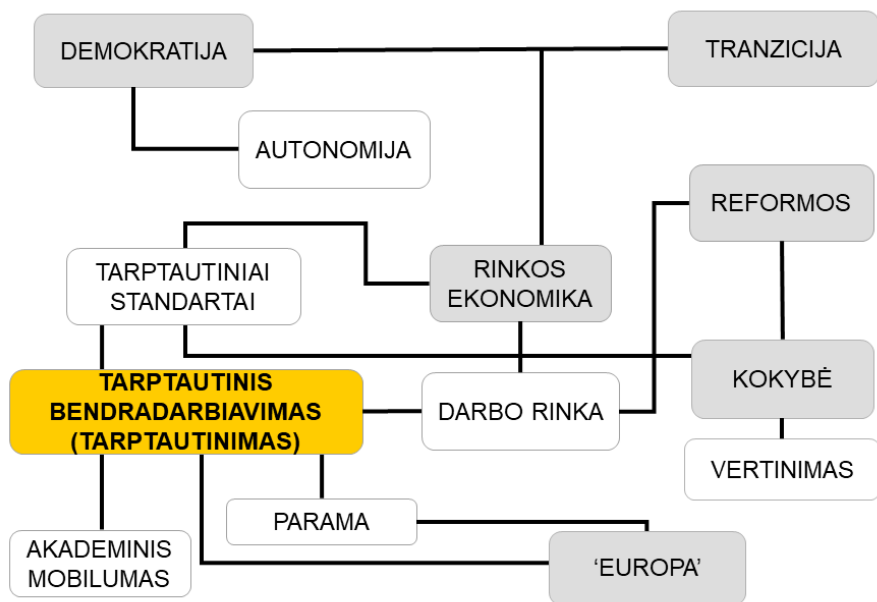 DEMOKRATIJA
TRANZICIJA
AUTONOMIJA
REFORMOS
TARPTAUTINIAI
STANDARTAI
RINKOS
EKONOMIKA
TARPTAUTINIS
BENDRADARBIAVIMAS
(TARPTAUTINIMAS)
DARBO RINKA
KOKYBĖ
VERTINIMAS
PARAMA
AKADEMINIS
MOBILUMAS
‘EUROPA’